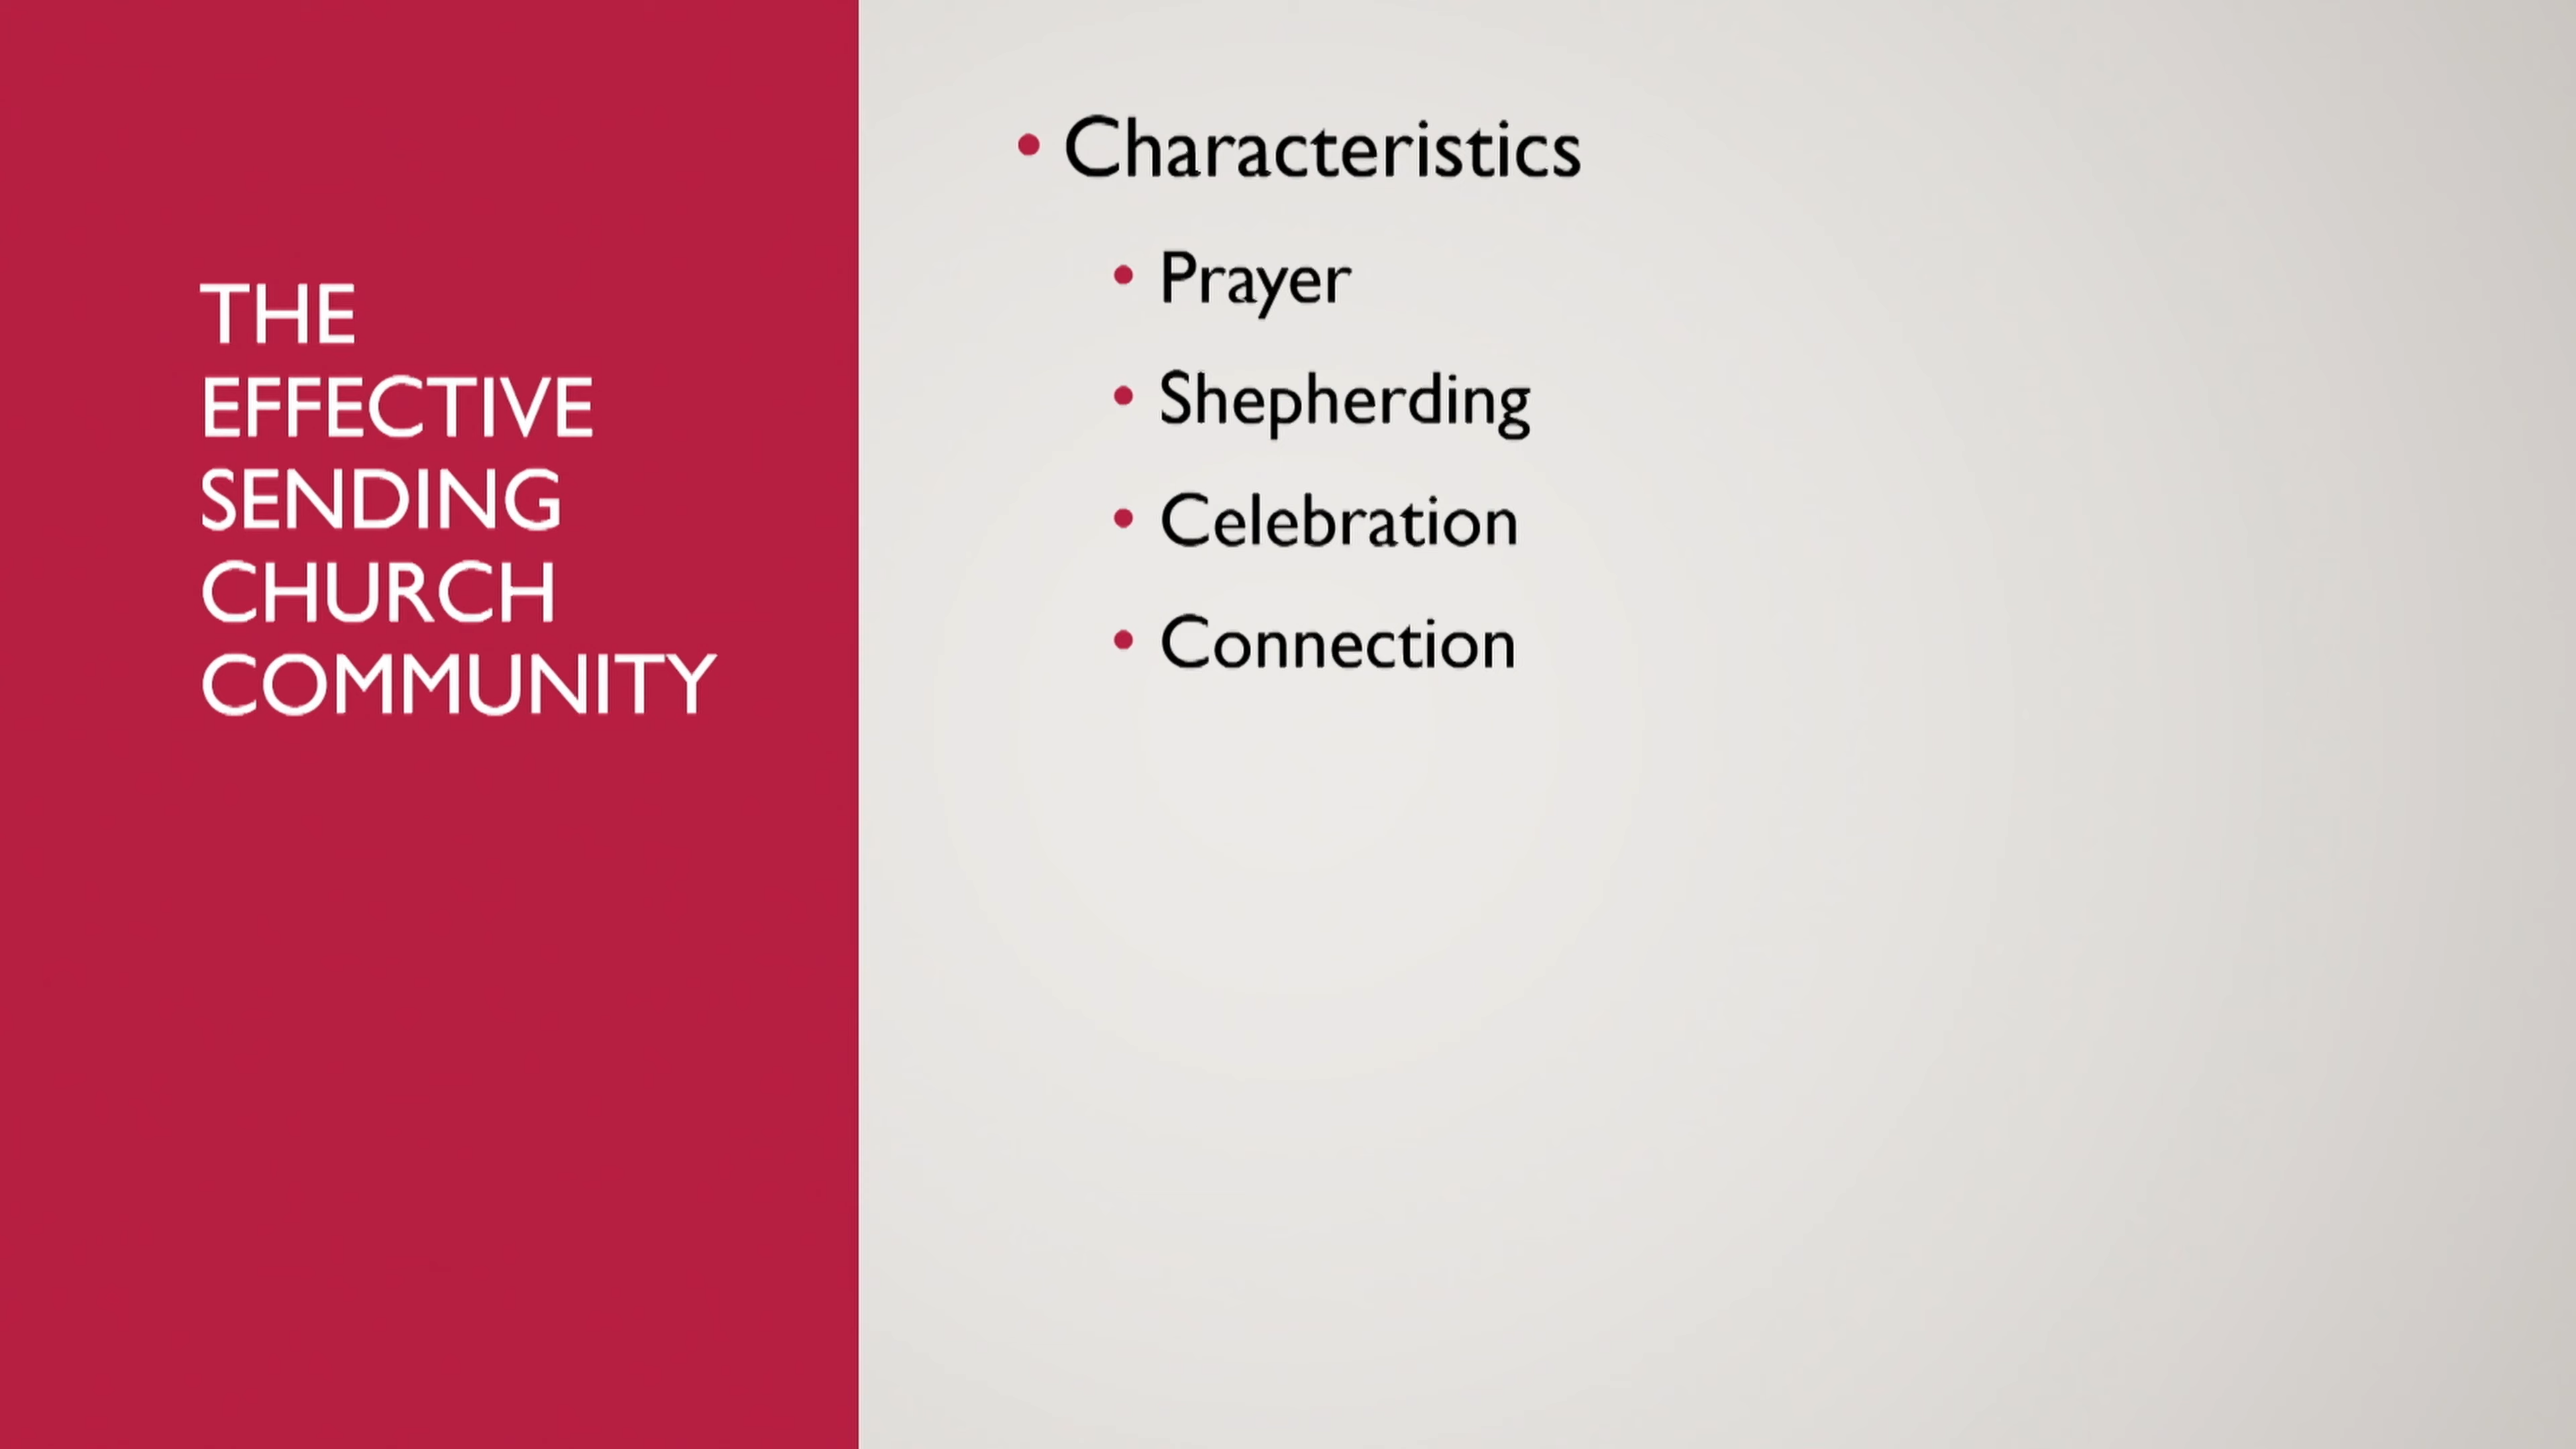 THE
EFFECTIVE
SENDING
CHURCH
COMMUNITY
• Characteristics
• Prayer
• Shepherding
• Celebration
• Connection